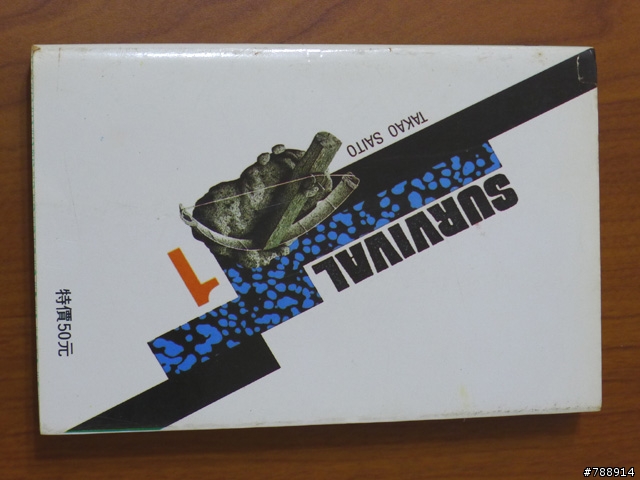 TAKAO SAITO
SURVIVAL
1
特價50元
#788914